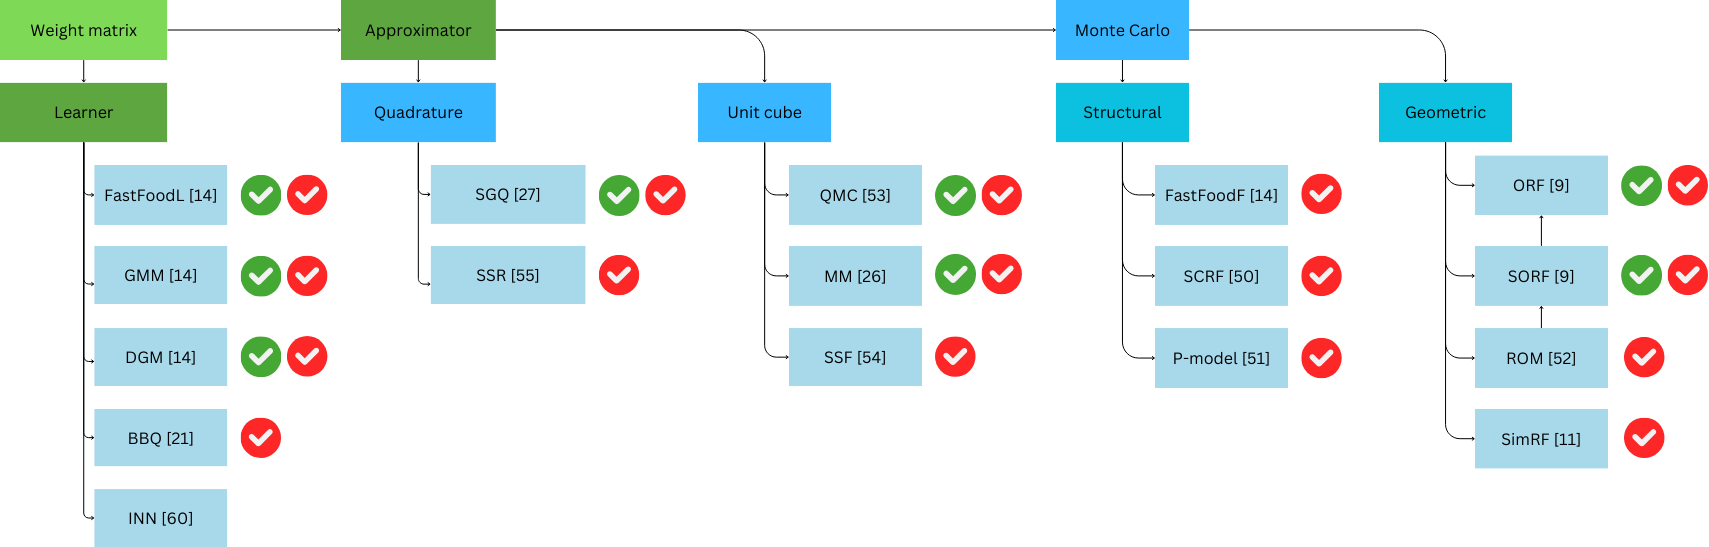 Weight matrix
Approximator
Monte Carlo
Learner
Quadrature
Unit cube
Structural
Geometric
FastFoodL [14]
GMM [14]
DGM [14]
BBQ [21]
INN [60]
SGQ [27]
SSR [55]
QMC [53]
MM [26]
SSF [54]
FastFoodF [14]
SCRF [50]
P-model [51]
ORF [9]
SORF [9]
ROM [52]
SimRF [11]